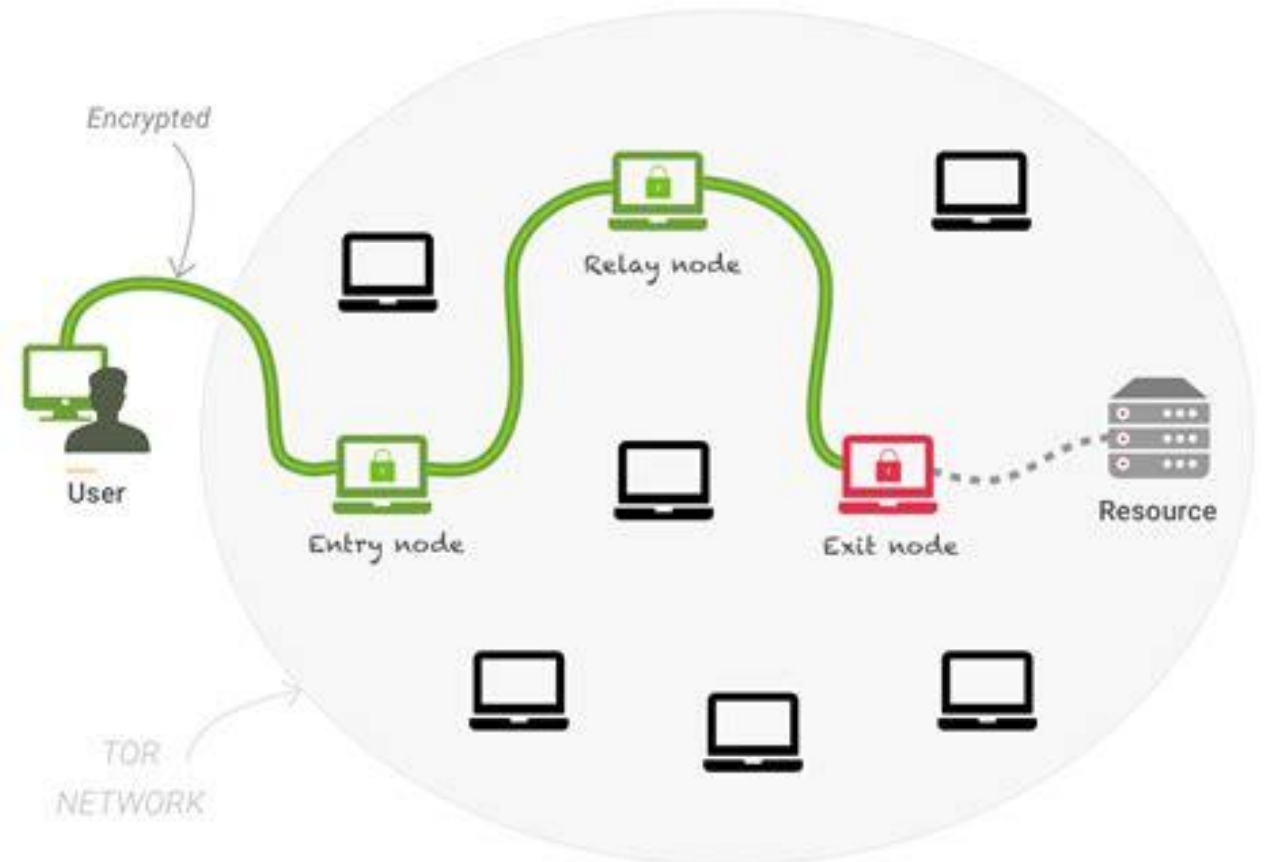 Encrypted
Relay node
User
Entry node
Exit node
Resource
TOR
NETWORK